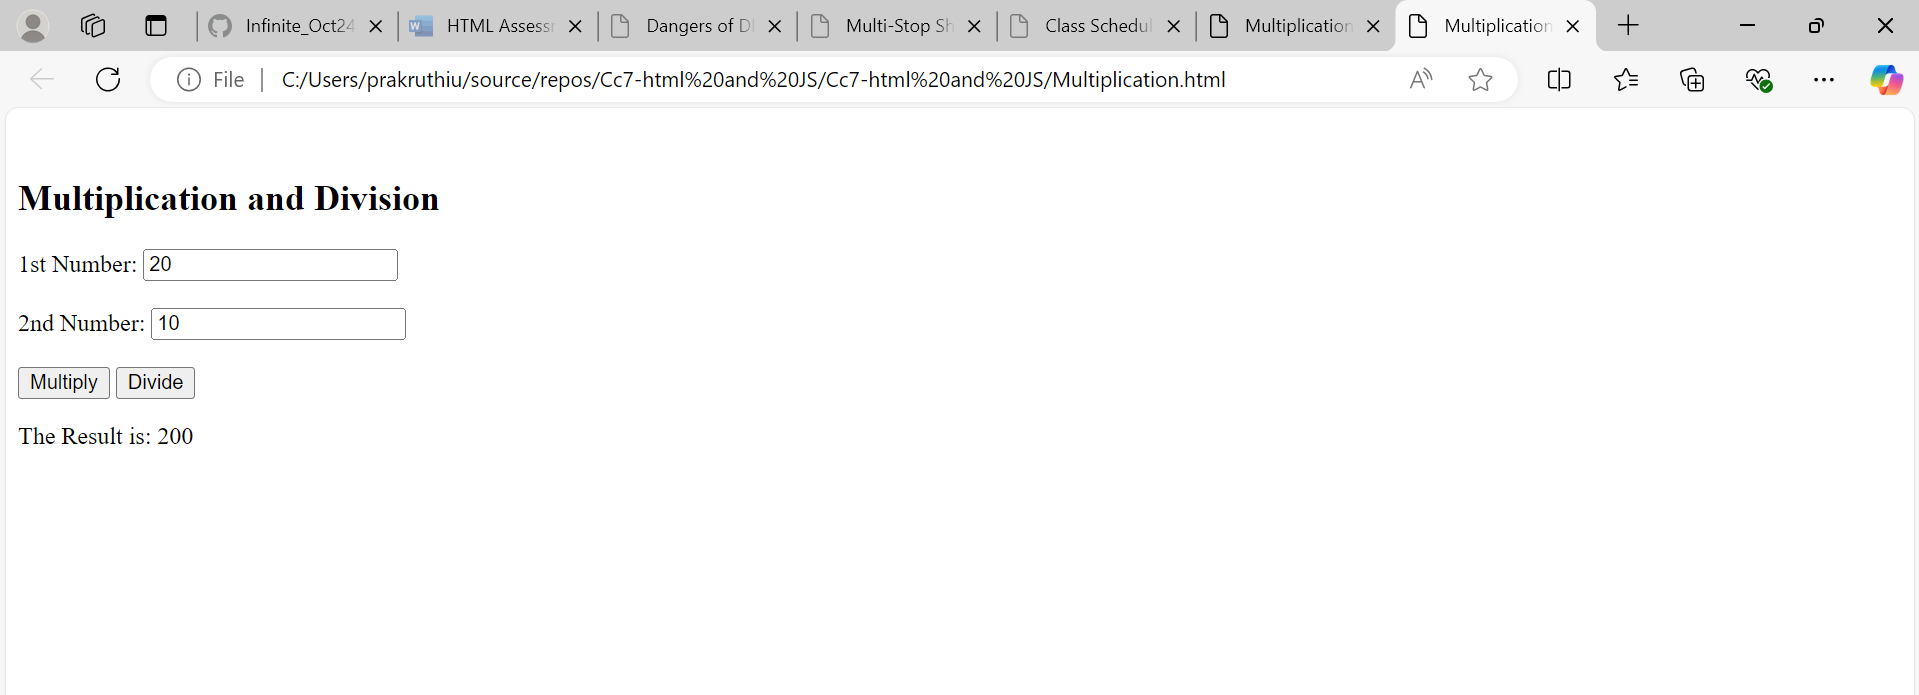 Infinite_Oct24
HTML Assessr
Dangers of D
Multi-Stop Sh
Class Schedul
Multiplication
Multiplication
File
C:/Users/prakruthiu/source/repos/Cc7-html%20and%20JS/Cc7-html%20and%20JS/Multiplication.html
Multiplication and Division
1st Number: 20
2nd Number: 10
Multiply Divide
The Result is: 200